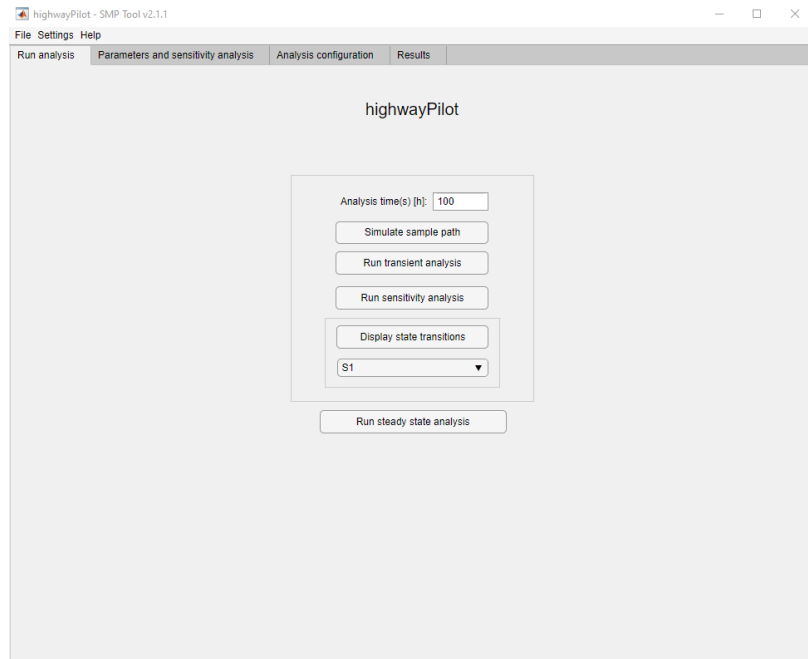 highwayPilot - SMP Tool v2.1.1
File Settings Help
Run analysis Parameters and sensitivity analysis Analysis configuration Results
highwayPilot
Analysis time(s) [h]: 100
Simulate sample path
Run transient analysis
Run sensitivity analysis
Display state transitions
S1
Run steady state analysis